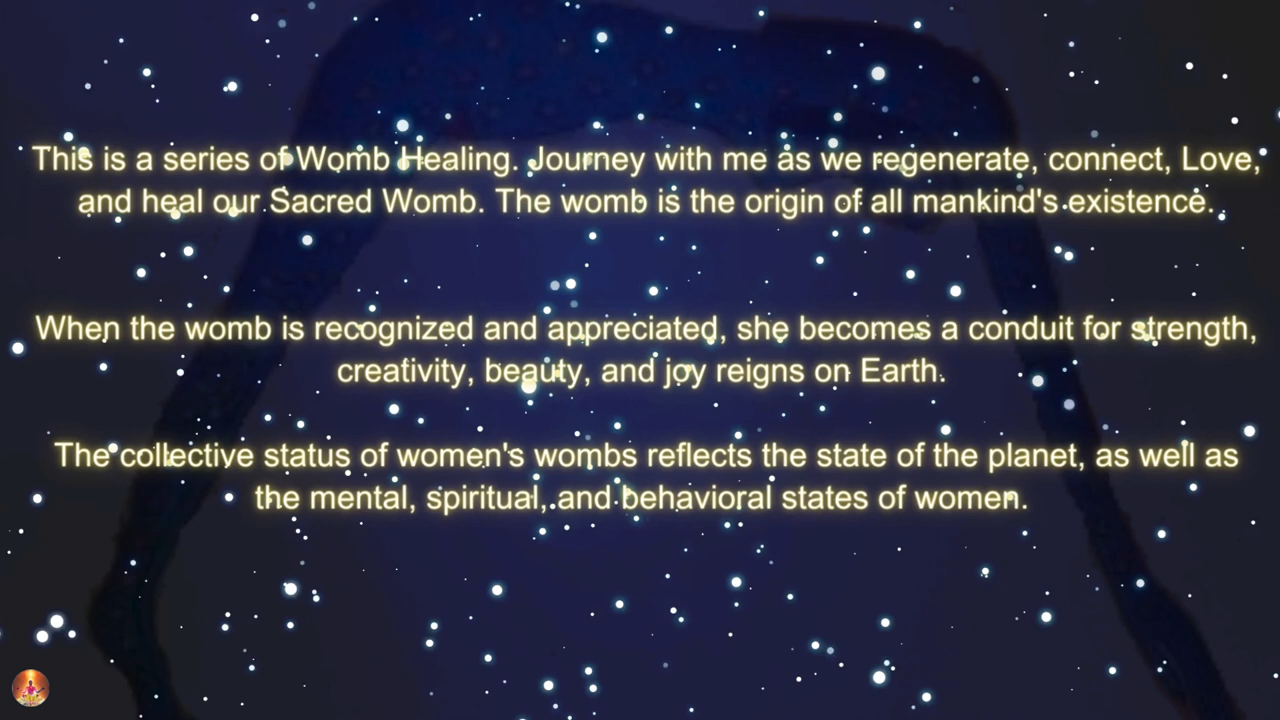 This is a series of Womb Healing. Journey with me as we regenerate, connect, Love,
and heal our Sacred Womb. The womb is the origin of all mankind's existence.
When the womb is recognized and appreciated, she becomes a conduit for strength,
creativity, beauty, and joy reigns on Earth.
The collective status of women's wombs reflects the state of the planet, as well as
the mental, spiritual, and behavioral states of women.